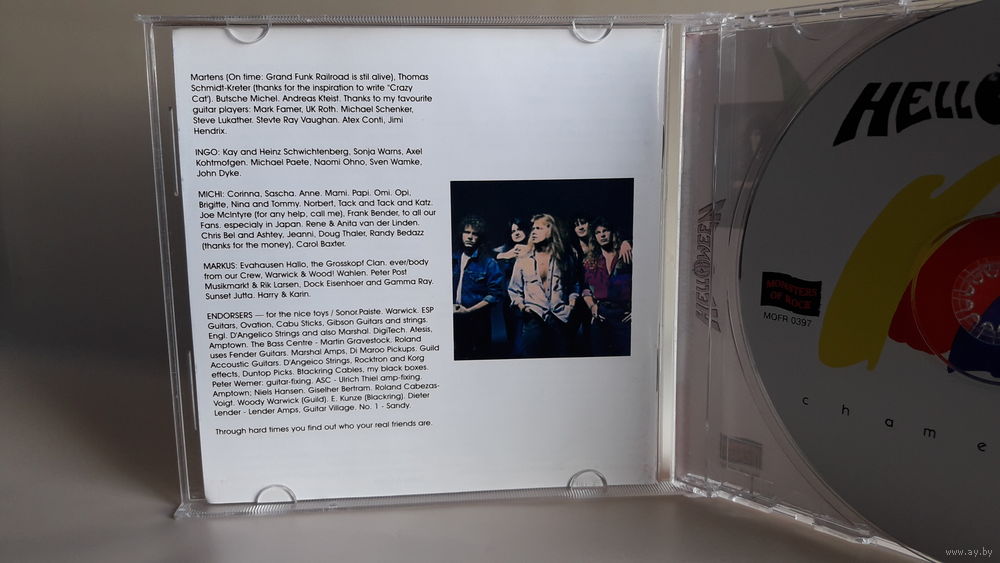 Martens (On time: Grand Funk Railroad is stil alive), Thomas
Schmidt-Kreter (thanks for the inspiration to write "Crazy
Cat'). Butsche Michel. Andreas Kteist. Thanks to my tavourite
guitar players: Mark Famer, UK Roth. Michael Schenker,
Steve Lukather. Stevte Ray Vaughan. Atex Conti, Jimi
Hendrix.
INGO: Kay and Heinz Schwichtenberg, Sonja Warns, Axel
Kohtmofgen. Michael Paete, Naomi Ohno, Sven Wamke,
John Dyke.
MICHI: Corinna, Sascha. Anne. Mami. Papi. Omi. Opi,
Brigitte, Nina and Tommy. Norbert, Tack and Tack and Katz.
Joe McIntyre (for any help, call me), Frank Bender, to all our
Fans. especialy in Japan. Rene & Anita van der Linden.
Chris Bel and Ashtey, Jeanni, Doug Thaler, Randy Bedazz
(thanks for the money), Carol Baxter.
MARKUS: Evahausen Hallo, the Grosskopf Clan. ever/body
from our Crew, Warwick & Wood! Wahlen. Peter Post
Musikmarkt & Rik Larsen, Dock Eisenhoer and Gamma Ray.
Sunset Jutta. Harry & Karin.
ENDORSERS — for the nice toys / Sonor.Paiste. Warwick. ESP
Guitars, Ovation, Cabu Sticks, Gibson Guitars and strings.
Engl. D'Angelico Strings and also Marshal. DigiTech. Atesis,
Amptown. The Bass Centre - Martin Gravestock. Roland
uses Fender Guitars. Marshal Amps, Di Maroo Pickups. Guild
Accoustic Guitars. D'Angeico Strings, Rocktron and Korg
effects, Duntop Picks. Btackring Cables, my black boxes.
Peter Werner: guitar-fixing. ASC - Ulrich Thiel amp-fixing.
Amptown; Niels Hansen. Giselher Bertram. Roland Cabezas-
Voigt. Woody Warwick (Guild). E. Kunze (Blackring). Dieter
Lender - Lender Amps, Guitar Village. No. 1 - Sandy.
Through hard times you find out who your real friends are.
HELLOWEEN
HELLO
MONSTERS
OF ROCK
MOFR 0397
c h a m e
www.ay.by